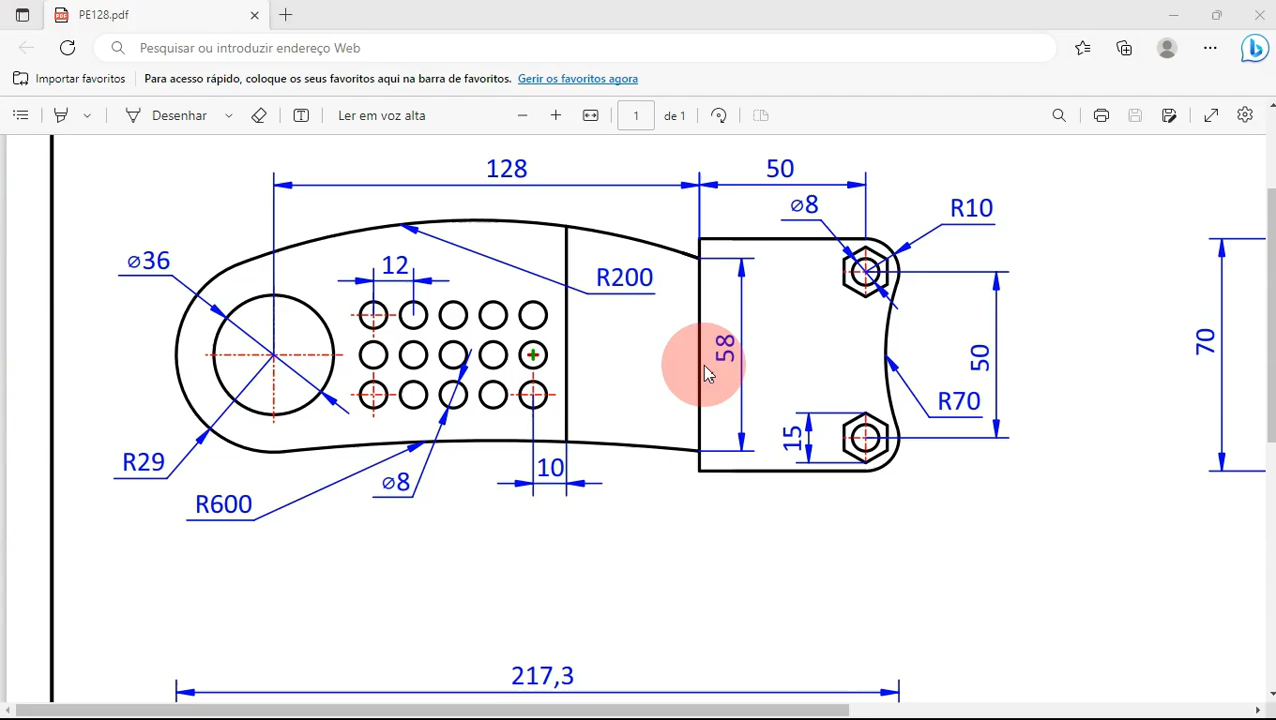 PE128.pdf
Pesquisar ou introduzir endereço Web
Importar favoritos
Para acesso rápido, coloque os seus favoritos aqui na barra de favoritos. Gerir os favoritos agora
Desenhar
Ler em voz alta
1 de 1
128
50
⌀8
R10
⌀36
12
R200
58
50
70
R70
15
R29
10
⌀8
R600
217,3